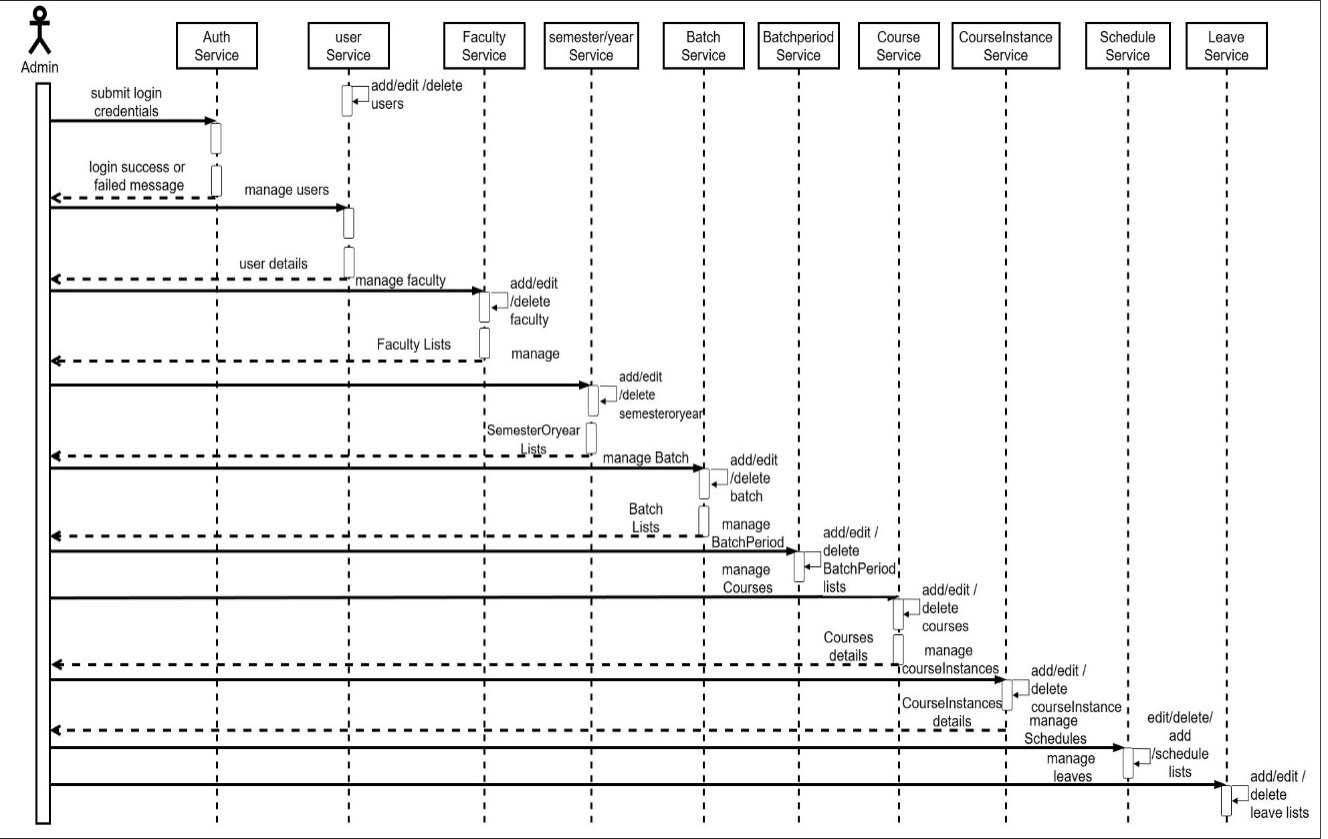 Admin
Auth
Service
user
Service
Faculty
Service
semester/year
Service
Batch
Service
Batchperiod
Service
Course
Service
CourseInstance
Service
Schedule
Service
Leave
Service
add/edit /delete
users
submit login
credentials
login success or
failed message
manage users
user details
manage faculty
add/edit
/delete
faculty
Faculty Lists
manage
add/edit
/delete
semesteroryear
SemesterOryear
Lists
manage Batch
add/edit
/delete
batch
Batch
Lists
manage
BatchPeriod
add/edit /
delete
BatchPeriod
lists
manage
Courses
add/edit /
delete
courses
Courses
details
manage
courseInstances
add/edit /
delete
courseInstance
CourseInstances
details
manage
Schedules
edit/delete/
add
/schedule
lists
manage
leaves
add/edit /
delete
leave lists